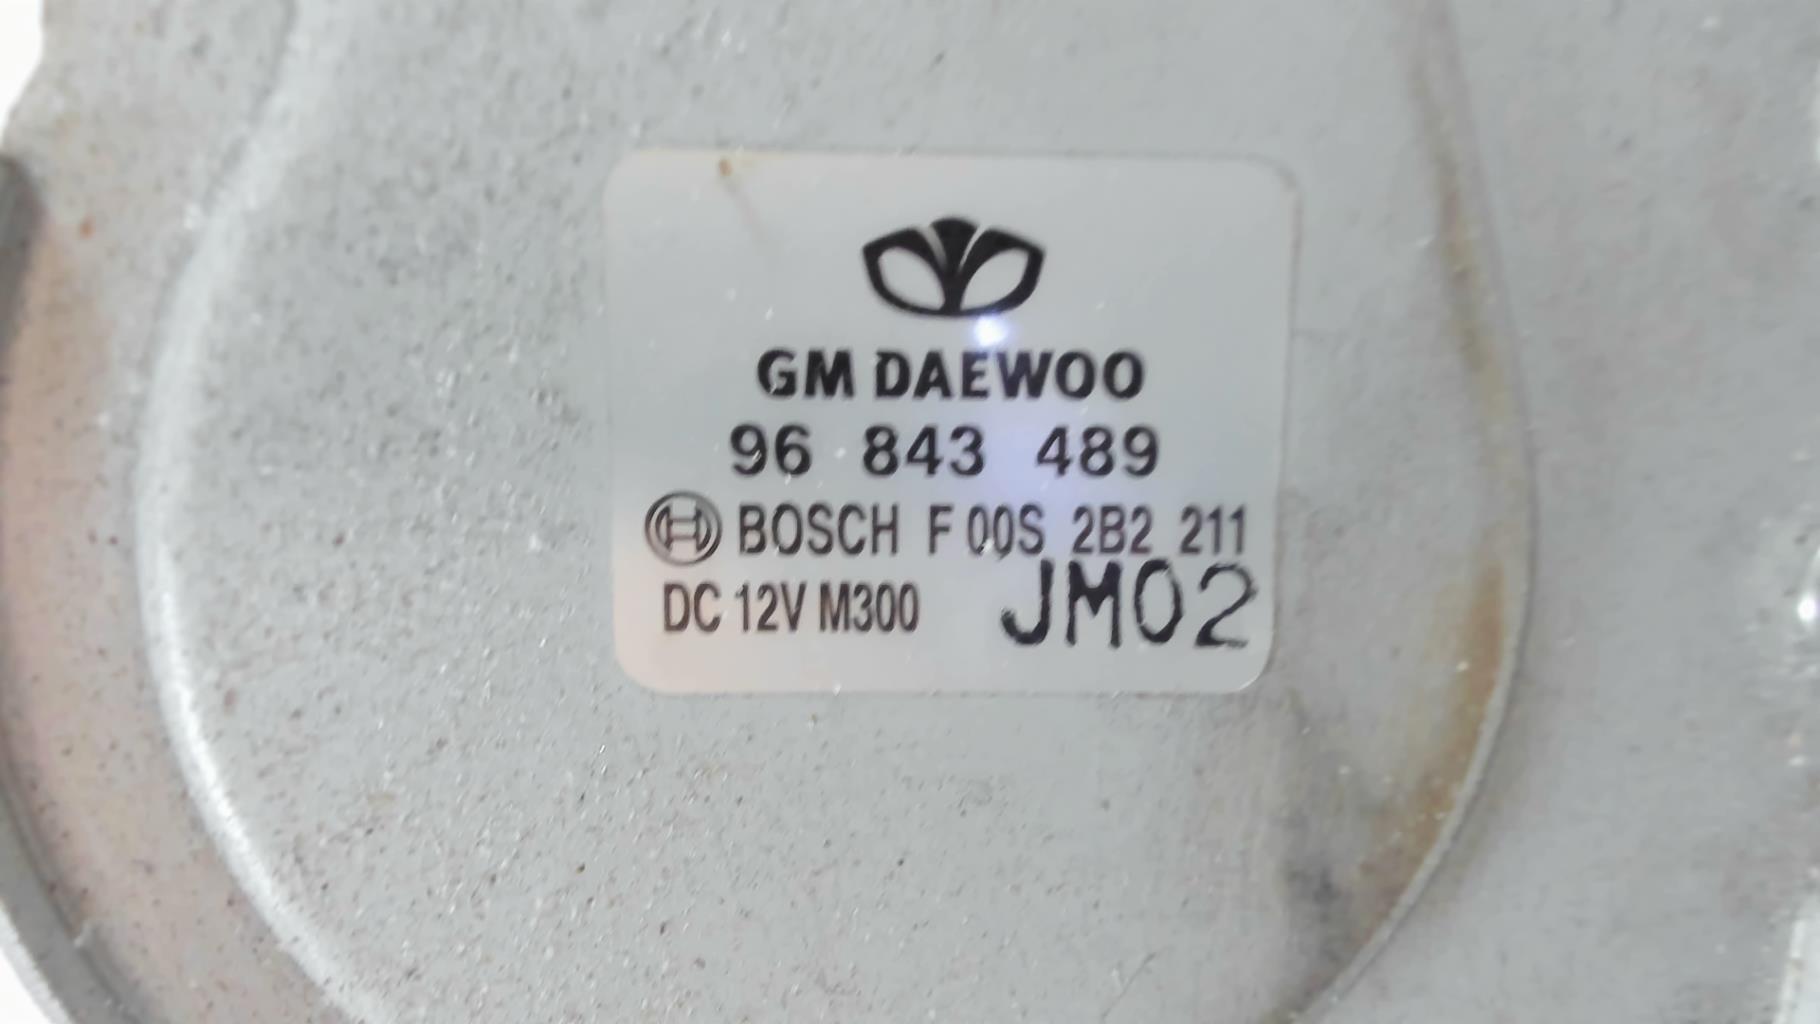 GM DAEWOO
96 843 489
BOSCH F 00S 2B2 211
DC 12V M300 JM02